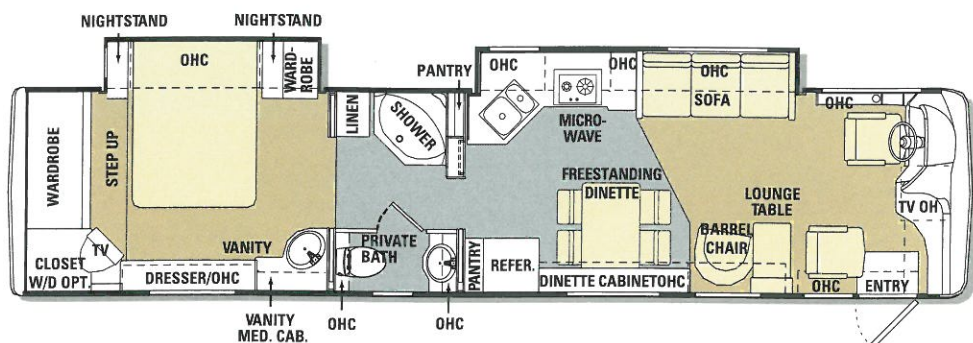 NIGHTSTAND
NIGHTSTAND
OHC
WARD-
ROBE
PANTRY
OHC
OHC
OHC
SOFA
OHC
LINEN
SHOWER
MICRO-
WAVE
WARDROBE
STEP UP
FREESTANDING
DINETTE
LOUNGE
TABLE
TV OH
BARREL
CHAIR
PRIVATE
BATH
VANITY
TV
CLOSET
W/D OPT.
DRESSER/OHC
PANTRY
REFER.
DINETTE CABINET
OHC
OHC
ENTRY
VANITY
MED. CAB.
OHC
OHC